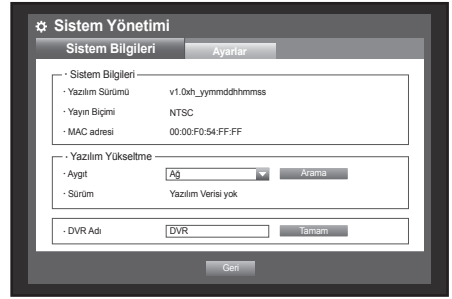 Sistem Yönetimi
Sistem Bilgileri Ayarlar
· Sistem Bilgileri
· Yazılım Sürümü v1.0xh_yymmddhhmmss
· Yayın Biçimi NTSC
· MAC adresi 00:00:F0:54:FF:FF
· Yazılım Yükseltme
· Aygıt Ağ Arama
· Sürüm Yazılım Verisi yok
· DVR Adı DVR Tamam
Geri